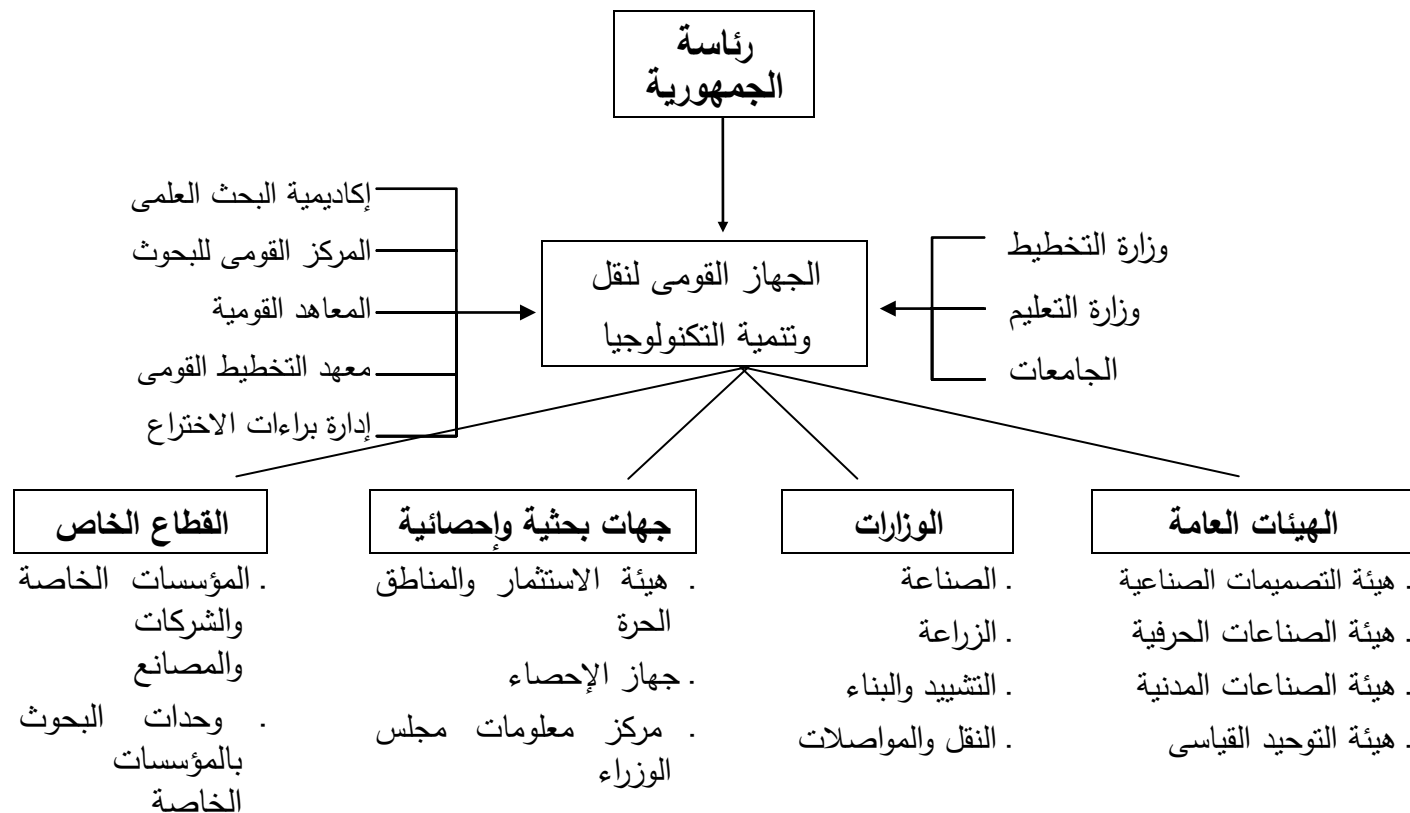 رئاسة
الجمهورية
وزارة التخطيط
وزارة التعليم
الجامعات
الجهاز القومى لنقل
وتنمية التكنولوجيا
إكاديمية البحث العلمى
المركز القومى للبحوث
المعاهد القومية
معهد التخطيط القومى
إدارة براءات الاختراع
الهيئات العامة
. هيئة التصميمات الصناعية
. هيئة الصناعات الحرفية
. هيئة الصناعات المدنية
. هيئة التوحيد القياسى
الوزارات
. الصناعة
. الزراعة
. التشييد والبناء
. النقل والمواصلات
جهات بحثية وإحصائية
. هيئة الاستثمار والمناطق
الحرة
. جهاز الإحصاء
. مركز معلومات مجلس
الوزراء
القطاع الخاص
. المؤسسات الخاصة
والشركات
والمصانع
. وحدات البحوث
بالمؤسسات
الخاصة